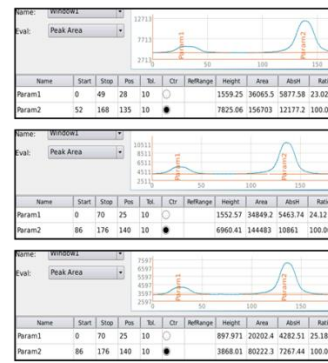 Name: Window1
Eval: Peak Area
12713
7713
2713
Param1
Param2
0 50 100 150
Name Start Stop Pos Tol. Ctr RefRange Height Area AbsH Rati
Param1 0 49 28 10 1559.25 36065.5 5877.58 23.02
Param2 52 168 135 10 7825.06 156703 12177.2 100.0
Name: Window1
Eval: Peak Area
10511
8511
6511
4511
2511
Param1
Param2
0 50 100 150
Name Start Stop Pos Tol. Ctr RefRange Height Area AbsH Rati
Param1 0 70 25 10 1552.57 34849.2 5463.74 24.12
Param2 86 176 140 10 6960.41 144483 10861 100.0
Name: Window1
Eval: Peak Area
7597
6597
5597
4597
3597
2597
Param1
Param2
0 50 100 150
Name Start Stop Pos Tol. Ctr RefRange Height Area AbsH Rati
Param1 0 70 25 10 897.971 20202.4 4282.51 25.18
Param2 86 176 140 10 3868.01 80222.3 7267.44 100.0